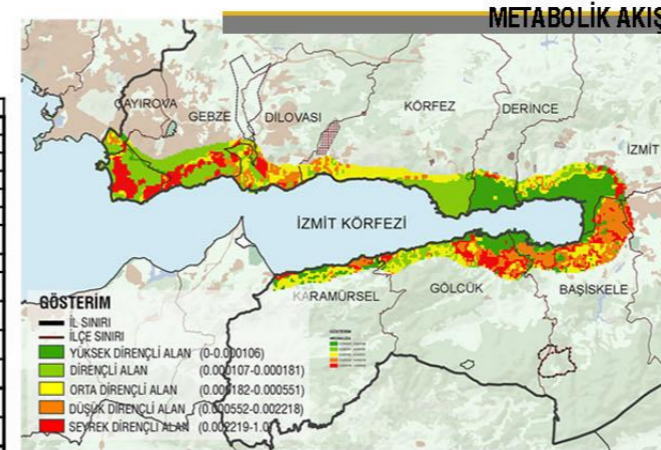 METABOLİK AKIŞ
ÇAYIROVA
GEBZE
DİLOVASI
KÖRFEZ
DERİNCE
İZMİT
İZMİT KÖRFEZİ
KARAMÜRSEL
GÖLCÜK
BAŞISKELE
GÖSTERİM
İL SINIRI
İLÇE SINIRI
YÜKSEK DİRENÇLİ ALAN (0-0.000106)
DİRENÇLİ ALAN (0.000107-0.000181)
ORTA DİRENÇLİ ALAN (0.000182-0.000551)
DÜŞÜK DİRENÇLİ ALAN (0.000552-0.002218)
SEYREK DİRENÇLİ ALAN (0.002219-1.0)
GÖSTERİM